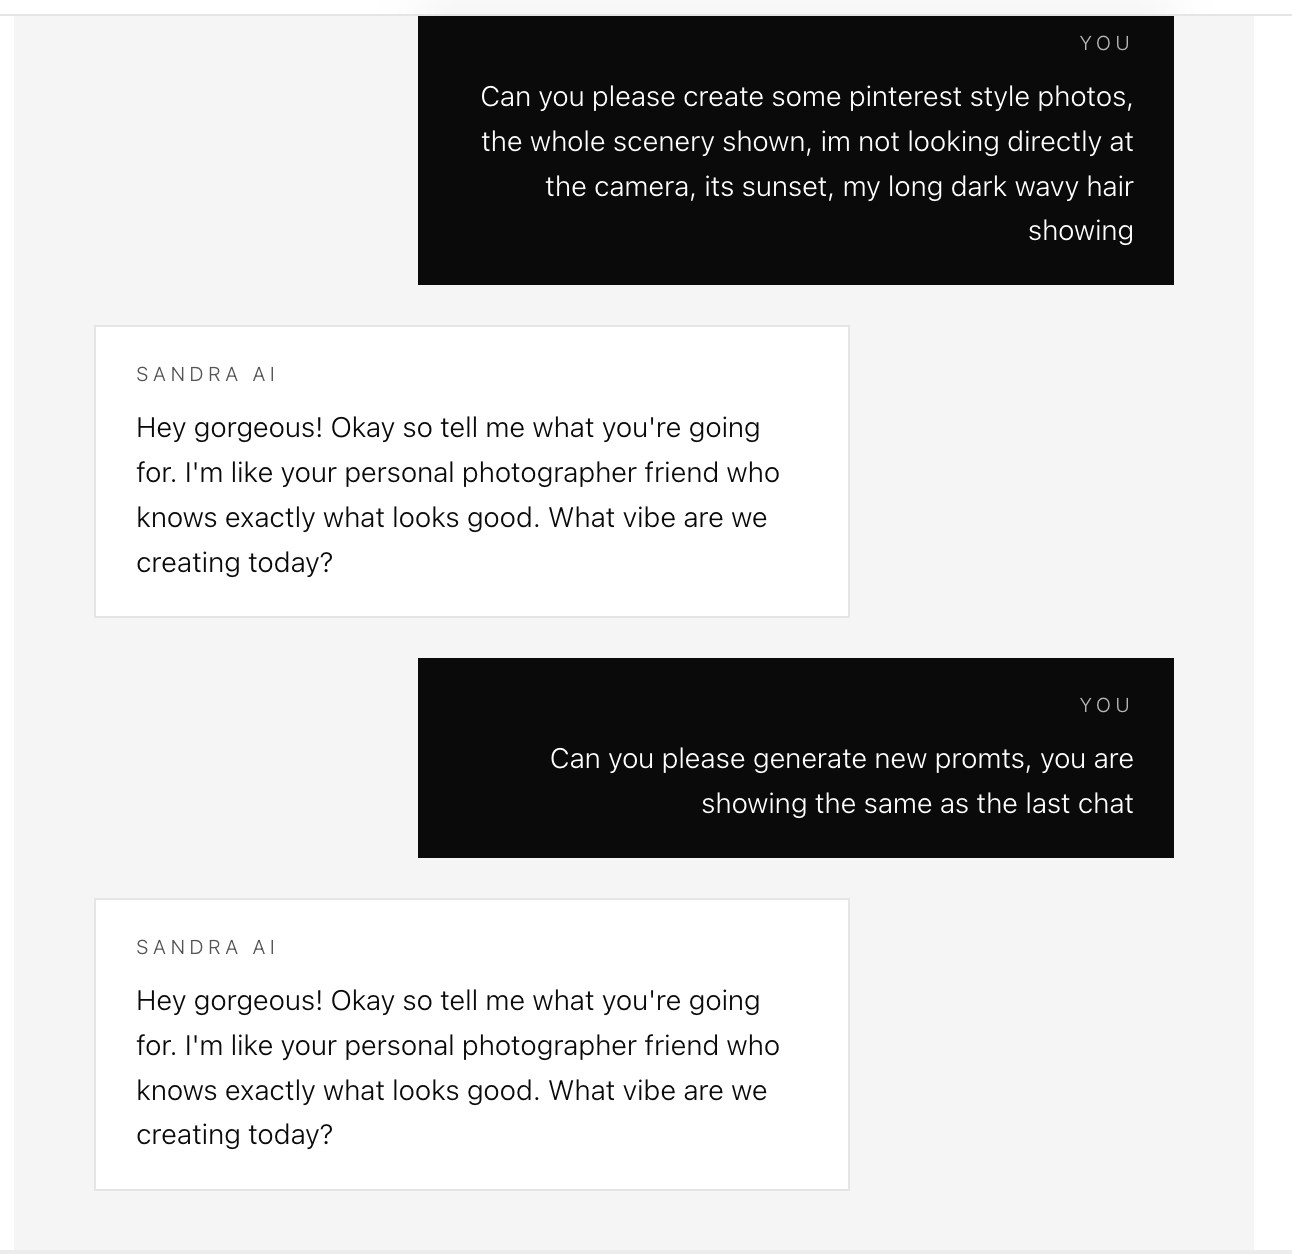 YOU
Can you please create some pinterest style photos,
the whole scenery shown, im not looking directly at
the camera, its sunset, my long dark wavy hair
showing
SANDRA AI
Hey gorgeous! Okay so tell me what you're going
for. I'm like your personal photographer friend who
knows exactly what looks good. What vibe are we
creating today?
YOU
Can you please generate new promts, you are
showing the same as the last chat
SANDRA AI
Hey gorgeous! Okay so tell me what you're going
for. I'm like your personal photographer friend who
knows exactly what looks good. What vibe are we
creating today?